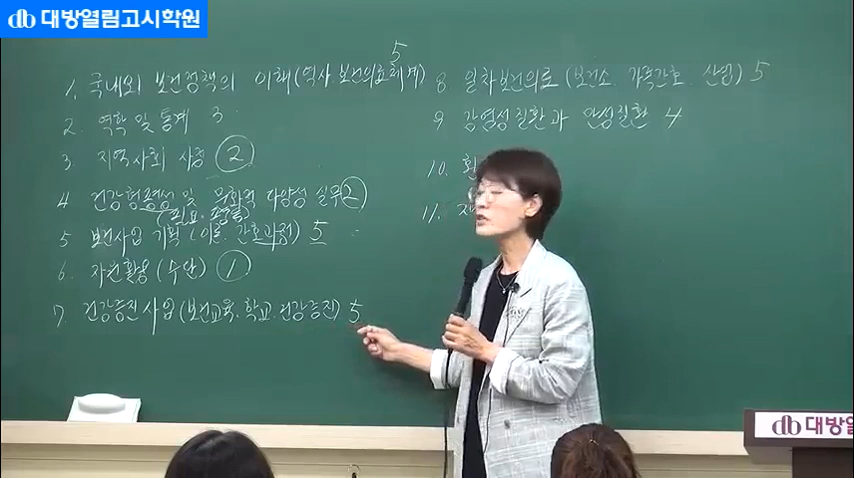 db 대방열림고시학원
5
1. 국내외 보건정책의 이해(역사 보건의료체계)
2. 역학 및 통계 3
3. 지역사회 사정 2
4 건강형평성 및 문화적 다양성 실무 2
5 보건사업 기획 (이론. 간호과정) 5
6. 자원활용 (수단) 1
7 건강증진사업(보건교육. 학교. 건강증진) 5
8 일차보건의료(보건소. 가족간호. 산업) 5
9 감염성질환과 만성질환 4
10. 환
11. 재
db 대방열